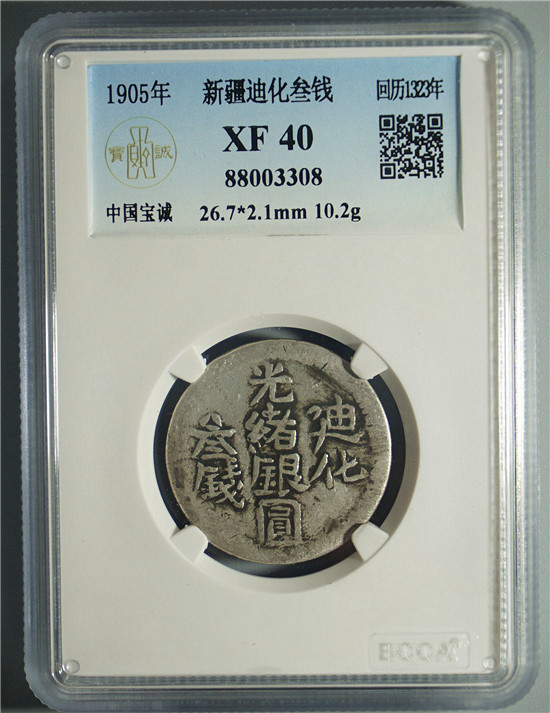 1905年 新疆迪化叁钱 回历1323年
寶 誠
XF 40
88003308
中国宝诚 26.7*2.1mm 10.2g
迪化
光緒銀圓
叁錢